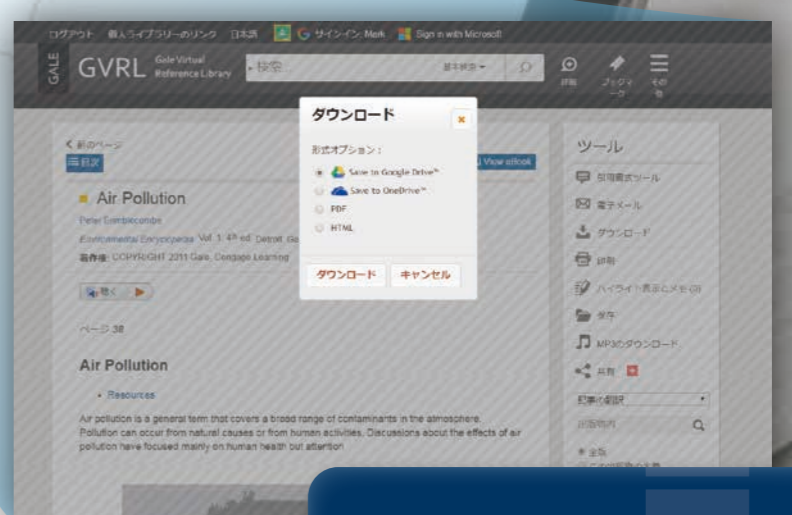 ログアウト 個人ライブラリーのリンク 日本語 サインイン: Mark Sign in with Microsoft
GALE
GVRL Gale Virtual Reference Library
検索... 基本検索
詳細 ブックマーク その他
前のページ
目次
View eBook
Air Pollution
Peter Brimblecombe
Environmental Encyclopedia. Vol. 1. 4th ed. Detroit:
著作権: COPYRIGHT 2011 Gale, Cengage Learning
聴く
ページ 38
Air Pollution
Resources
Air pollution is a general term that covers a broad range of contaminants in the atmosphere.
Pollution can occur from natural causes or from human activities. Discussions about the effects of air
pollution have focused mainly on human health but attention
ダウンロード
形式オプション:
Save to Google Drive™
Save to OneDrive™
PDF
HTML
ダウンロード キャンセル
ツール
引用書式ツール
電子メール
ダウンロード
印刷
ハイライト表示とメモ (0)
保存
MP3のダウンロード
共有
記事の翻訳
出版物内
全版